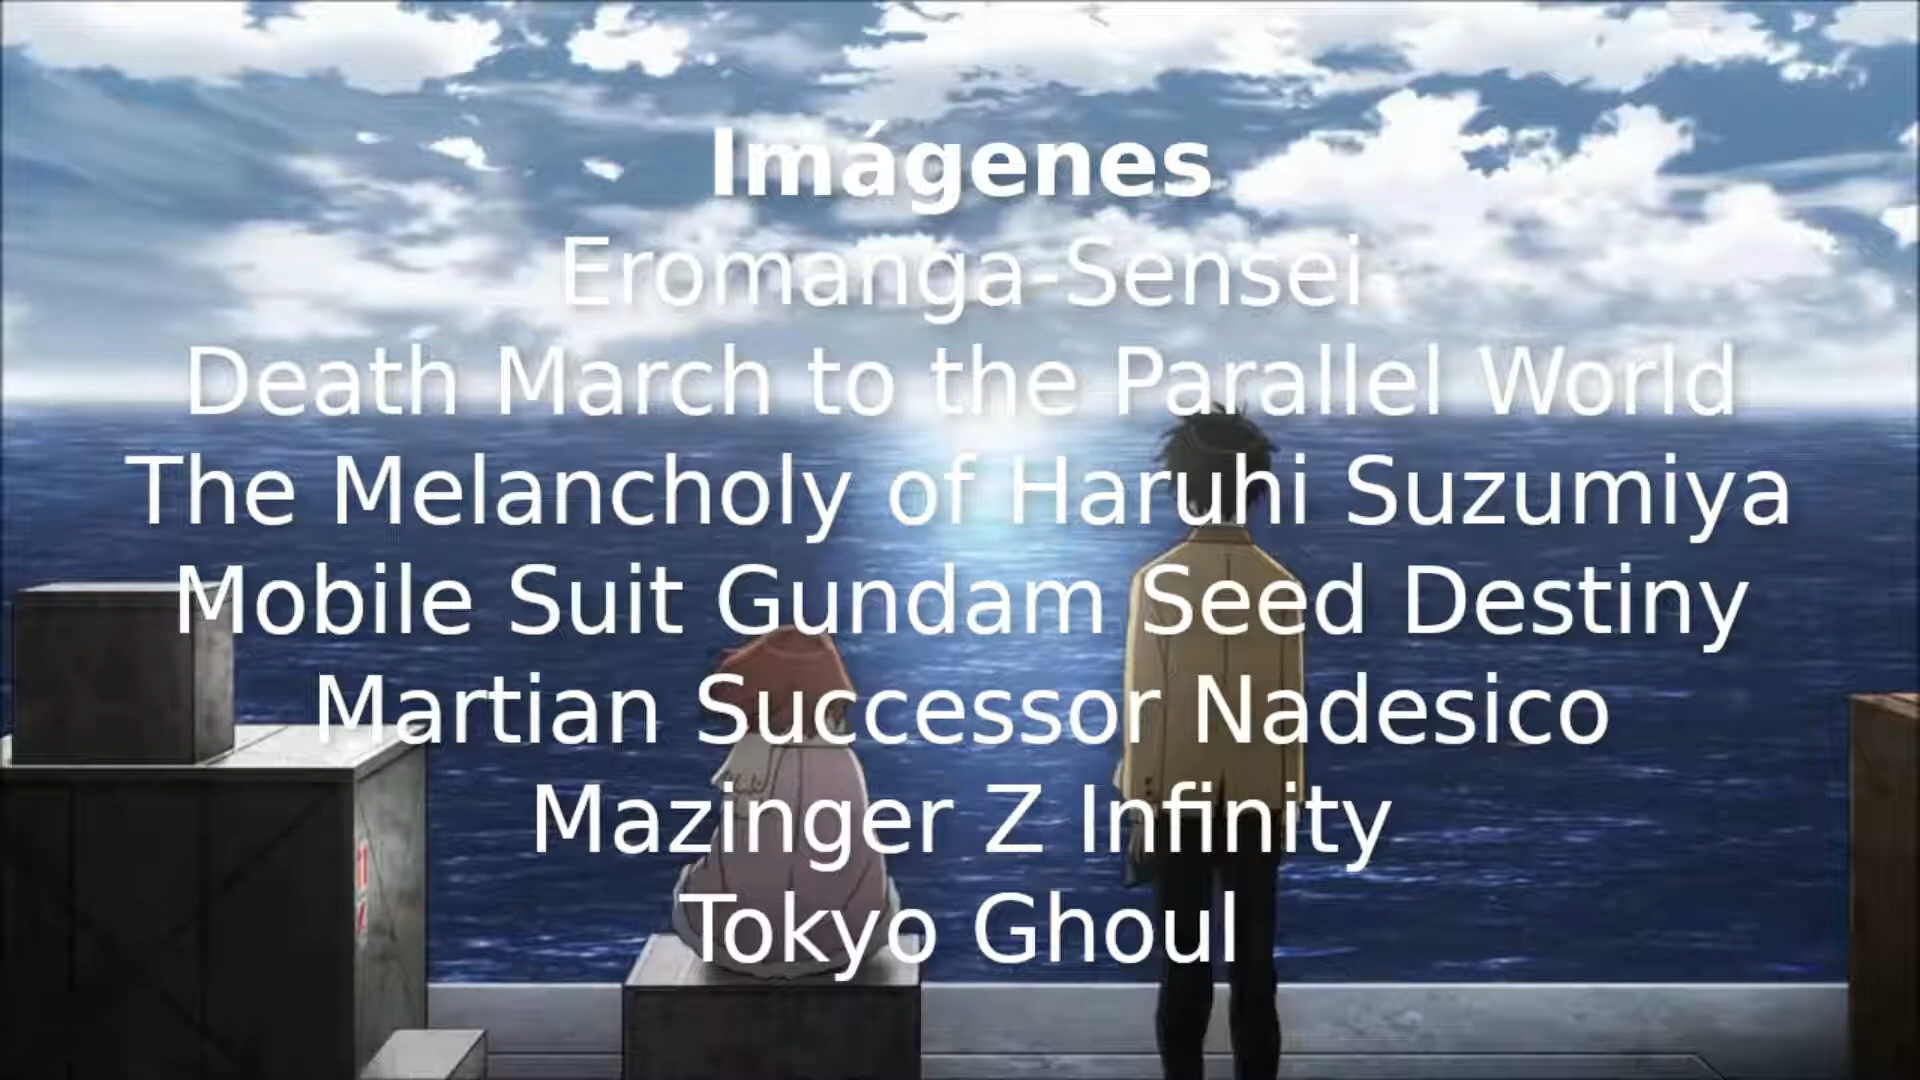 Imágenes
Eromanga-Sensei
Death March to the Parallel World
The Melancholy of Haruhi Suzumiya
Mobile Suit Gundam Seed Destiny
Martian Successor Nadesico
Mazinger Z Infinity
Tokyo Ghoul